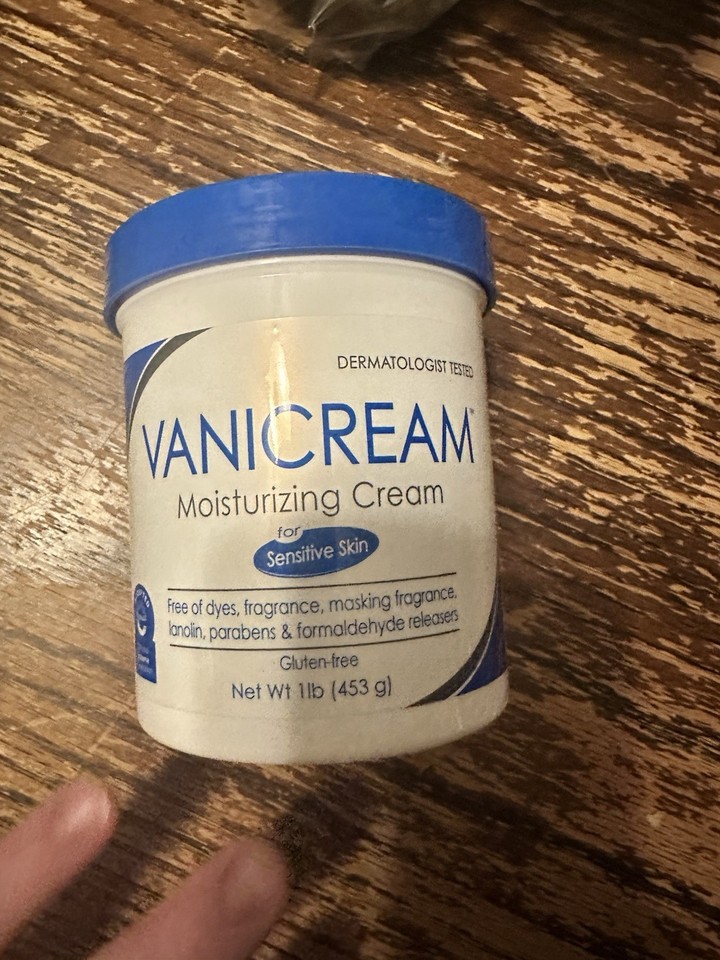 DERMATOLOGIST TESTED
VANICREAM™
Moisturizing Cream
for
Sensitive Skin
Free of dyes, fragrance, masking fragrance,
lanolin, parabens & formaldehyde releasers
Gluten-free
Net Wt 1lb (453 g)